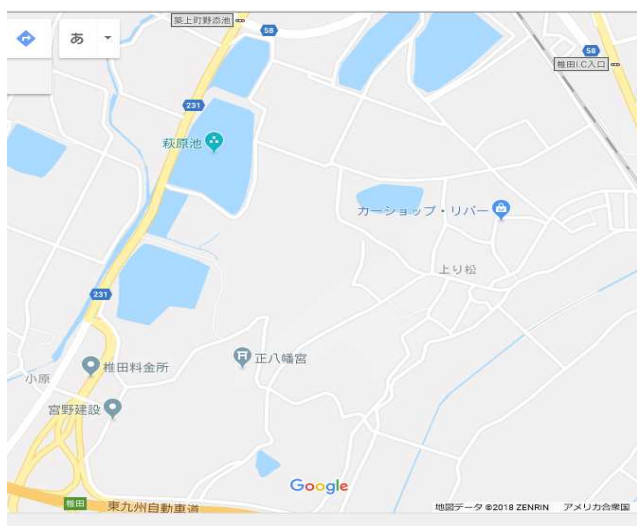 築上町野添池
あ
58
58
椎田I.C入口
231
萩原池
カーショップ・リバー
上り松
231
椎田料金所
正八幡宮
小原
宮野建設
Google
椎田
東九州自動車道
地図データ ©2018 ZENRIN アメリカ合衆国